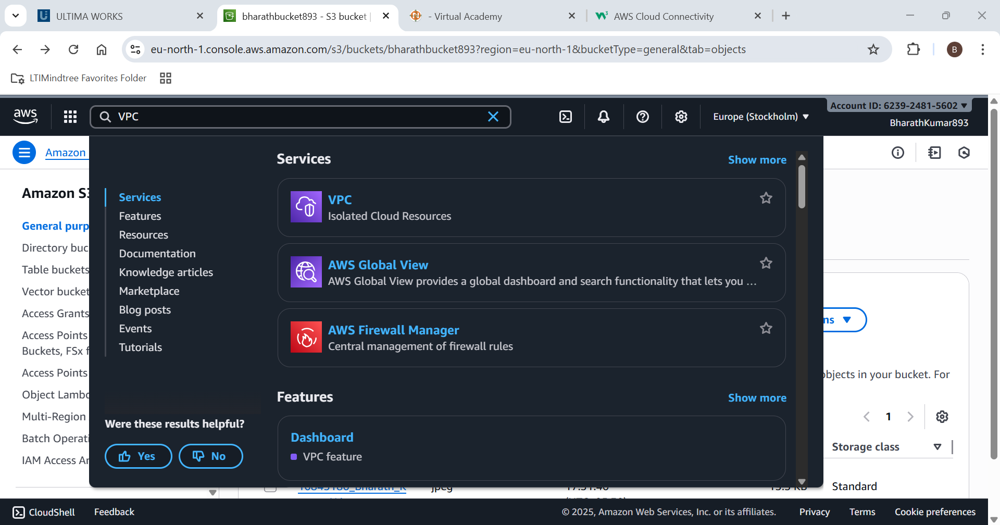 ULTIMA WORKS
bharathbucket893 - S3 bucket |
- Virtual Academy
AWS Cloud Connectivity
eu-north-1.console.aws.amazon.com/s3/buckets/bharathbucket893?region=eu-north-1&bucketType=general&tab=objects
B
LTIMindtree Favorites Folder
aws
VPC
Europe (Stockholm)
Account ID: 6239-2481-5602
BharathKumar893
Amazon
Amazon S3
General purp
Directory buc
Table buckets
Vector bucket
Access Grants
Access Points
Buckets, FSx f
Access Points
Object Lambd
Multi-Region
Batch Operati
IAM Access An
Services
Features
Resources
Documentation
Knowledge articles
Marketplace
Blog posts
Events
Tutorials
Were these results helpful?
Yes
No
Services
Show more
VPC
Isolated Cloud Resources
AWS Global View
AWS Global View provides a global dashboard and search functionality that lets you ...
AWS Firewall Manager
Central management of firewall rules
Features
Show more
Dashboard
VPC feature
ns
objects in your bucket. For
1
Storage class
jpeg
Standard
CloudShell
Feedback
© 2025, Amazon Web Services, Inc. or its affiliates.
Privacy
Terms
Cookie preferences